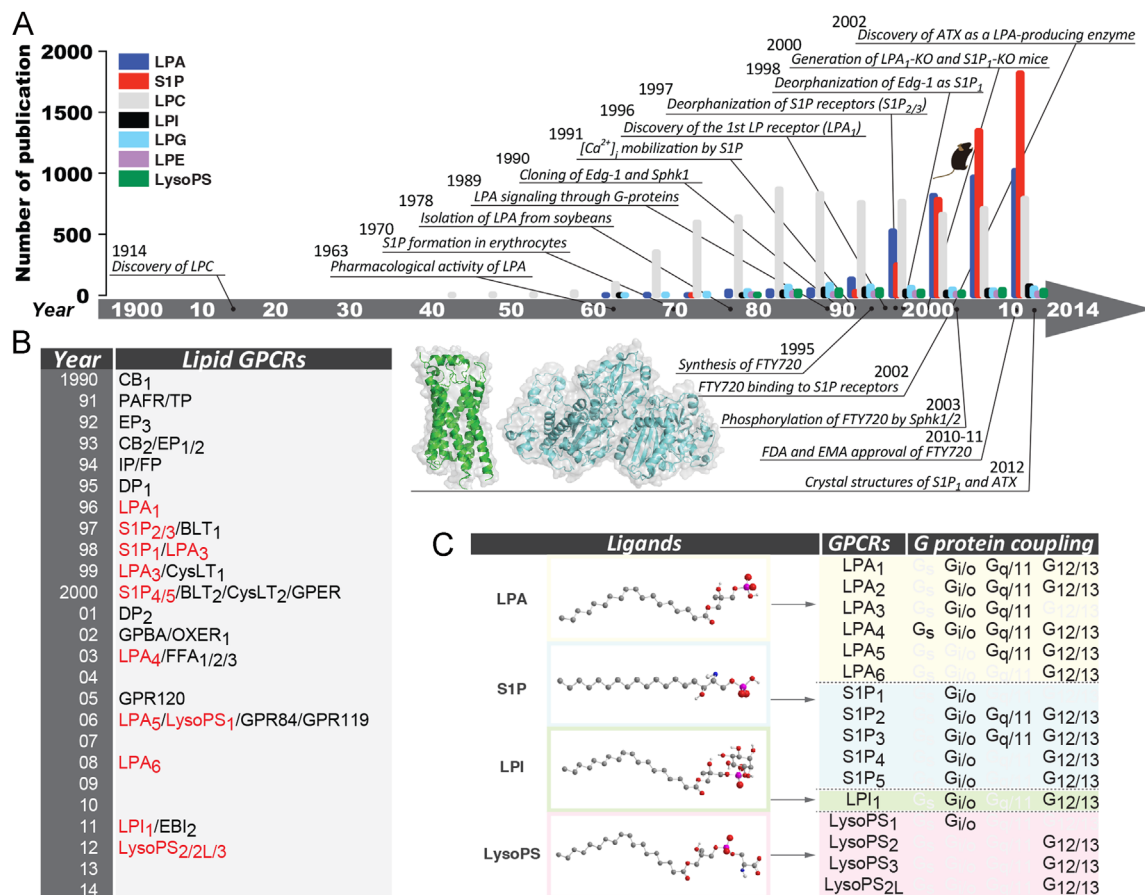 A
Number of publication
2000
1500
1000
500
0
LPA
S1P
LPC
LPI
LPG
LPE
LysoPS
1914
Discovery of LPC
1963
Pharmacological activity of LPA
1970
S1P formation in erythrocytes
1978
Isolation of LPA from soybeans
1989
LPA signaling through G-proteins
1990
Cloning of Edg-1 and Sphk1
1991
[Ca2+]i mobilization by S1P
1996
Discovery of the 1st LP receptor (LPA1)
1997
Deorphanization of S1P receptors (S1P2/3)
1998
Deorphanization of Edg-1 as S1P1
2000
Generation of LPA1-KO and S1P1-KO mice
2002
Discovery of ATX as a LPA-producing enzyme
Year 1900 10 20 30 40 50 60 70 80 90 2000 10 2014
1995
Synthesis of FTY720
2002
FTY720 binding to S1P receptors
2003
Phosphorylation of FTY720 by Sphk1/2
2010-11
FDA and EMA approval of FTY720
2012
Crystal structures of S1P1 and ATX
B
Year Lipid GPCRs
1990 CB1
91 PAFR/TP
92 EP3
93 CB2/EP1/2
94 IP/FP
95 DP1
96 LPA1
97 S1P2/3/BLT1
98 S1P1/LPA3
99 LPA3/CysLT1
2000 S1P4/5/BLT2/CysLT2/GPER
01 DP2
02 GPBA/OXER1
03 LPA4/FFA1/2/3
04
05 GPR120
06 LPA5/LysoPS1/GPR84/GPR119
07
08 LPA6
09
10
11 LPI1/EBI2
12 LysoPS2/2L/3
13
14
C
Ligands GPCRs G protein coupling
LPA
S1P
LPI
LysoPS
LPA1 Gs Gi/o Gq/11 G12/13
LPA2 Gs Gi/o Gq/11 G12/13
LPA3 Gs Gi/o Gq/11 G12/13
LPA4 Gs Gi/o Gq/11 G12/13
LPA5 Gs Gi/o Gq/11 G12/13
LPA6 Gs Gi/o Gq/11 G12/13
S1P1 Gi/o
S1P2 Gi/o Gq/11 G12/13
S1P3 Gi/o Gq/11 G12/13
S1P4 Gi/o G12/13
S1P5 Gi/o G12/13
LPI1 Gs Gi/o Gq/11 G12/13
LysoPS1 Gi/o
LysoPS2 G12/13
LysoPS3 G12/13
LysoPS2L G12/13